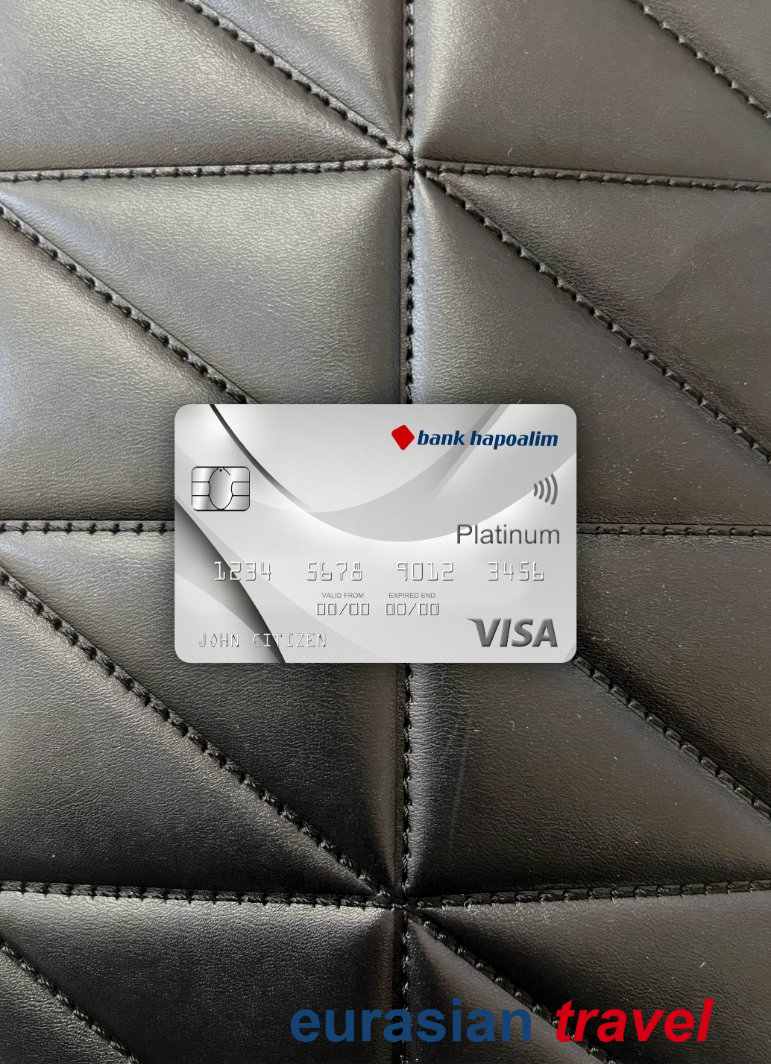 bank hapoalim
Platinum
1234 5678 9012 3456
VALID FROM EXPIRED END
00/00 00/00
JOHN CITIZEN
VISA
eurasian travel